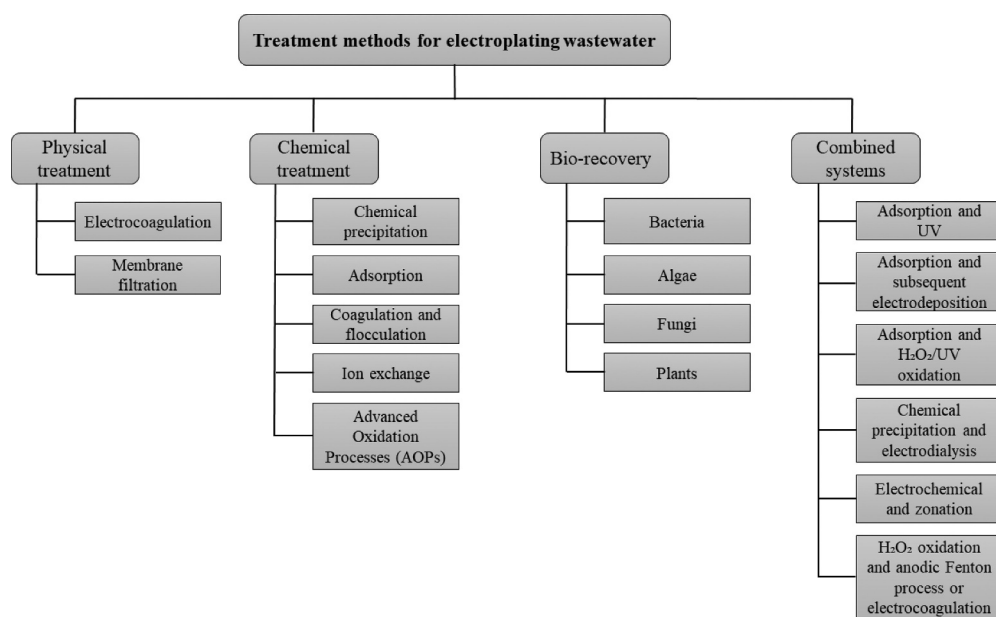 Treatment methods for electroplating wastewater
Physical
treatment
Electrocoagulation
Membrane
filtration
Chemical
treatment
Chemical
precipitation
Adsorption
Coagulation and
flocculation
Ion exchange
Advanced
Oxidation
Processes (AOPs)
Bio-recovery
Bacteria
Algae
Fungi
Plants
Combined
systems
Adsorption and
UV
Adsorption and
subsequent
electrodeposition
Adsorption and
H₂O₂/UV
oxidation
Chemical
precipitation and
electrodialysis
Electrochemical
and zonation
H₂O₂ oxidation
and anodic Fenton
process or
electrocoagulation